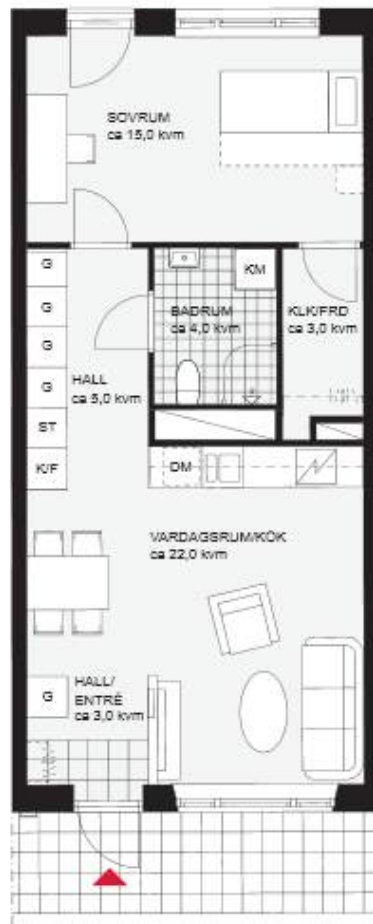 SOVRUM
ca 15,0 kvm
G
G
G
G
ST
K/F
HALL
ca 5,0 kvm
BADRUM
ca 4,0 kvm
KM
KLK/FRD
ca 3,0 kvm
DM
VARDAGSRUM/KÖK
ca 22,0 kvm
G
HALL/
ENTRÉ
ca 3,0 kvm